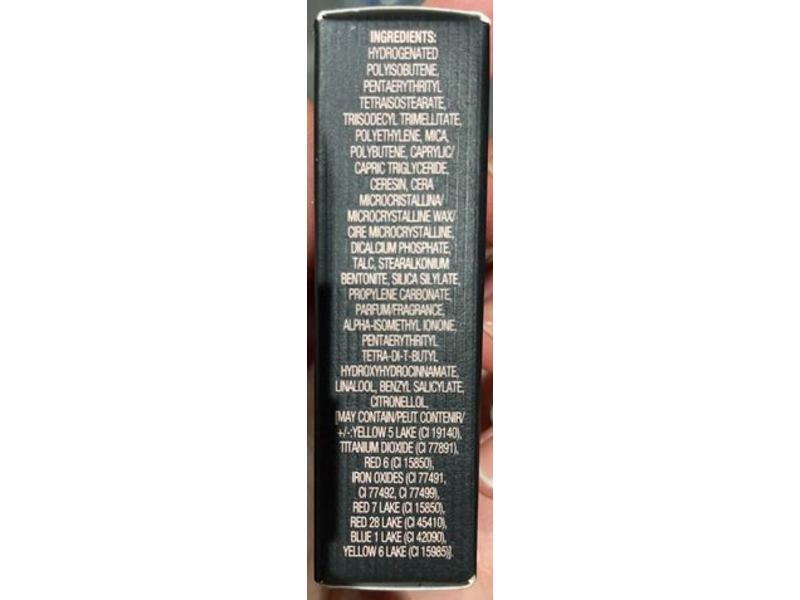 INGREDIENTS:
HYDROGENATED
POLYISOBUTENE,
PENTAERYTHRITYL
TETRAISOSTEARATE,
TRIISODECYL TRIMELLITATE,
POLYETHYLENE, MICA,
POLYBUTENE, CAPRYLIC/
CAPRIC TRIGLYCERIDE,
CERESIN, CERA
MICROCRISTALLINA/
MICROCRYSTALLINE WAX/
CIRE MICROCRYSTALLINE,
DICALCIUM PHOSPHATE,
TALC, STEARALKONIUM
BENTONITE, SILICA SILYLATE,
PROPYLENE CARBONATE,
PARFUM/FRAGRANCE,
ALPHA-ISOMETHYL IONONE,
PENTAERYTHRITYL
TETRA-DI-T-BUTYL
HYDROXYHYDROCINNAMATE,
LINALOOL, BENZYL SALICYLATE,
CITRONELLOL,
[MAY CONTAIN/PEUT CONTENIR/
+/-:YELLOW 5 LAKE (CI 19140),
TITANIUM DIOXIDE (CI 77891),
RED 6 (CI 15850),
IRON OXIDES (CI 77491,
CI 77492, CI 77499),
RED 7 LAKE (CI 15850),
RED 28 LAKE (CI 45410),
BLUE 1 LAKE (CI 42090),
YELLOW 6 LAKE (CI 15985)].